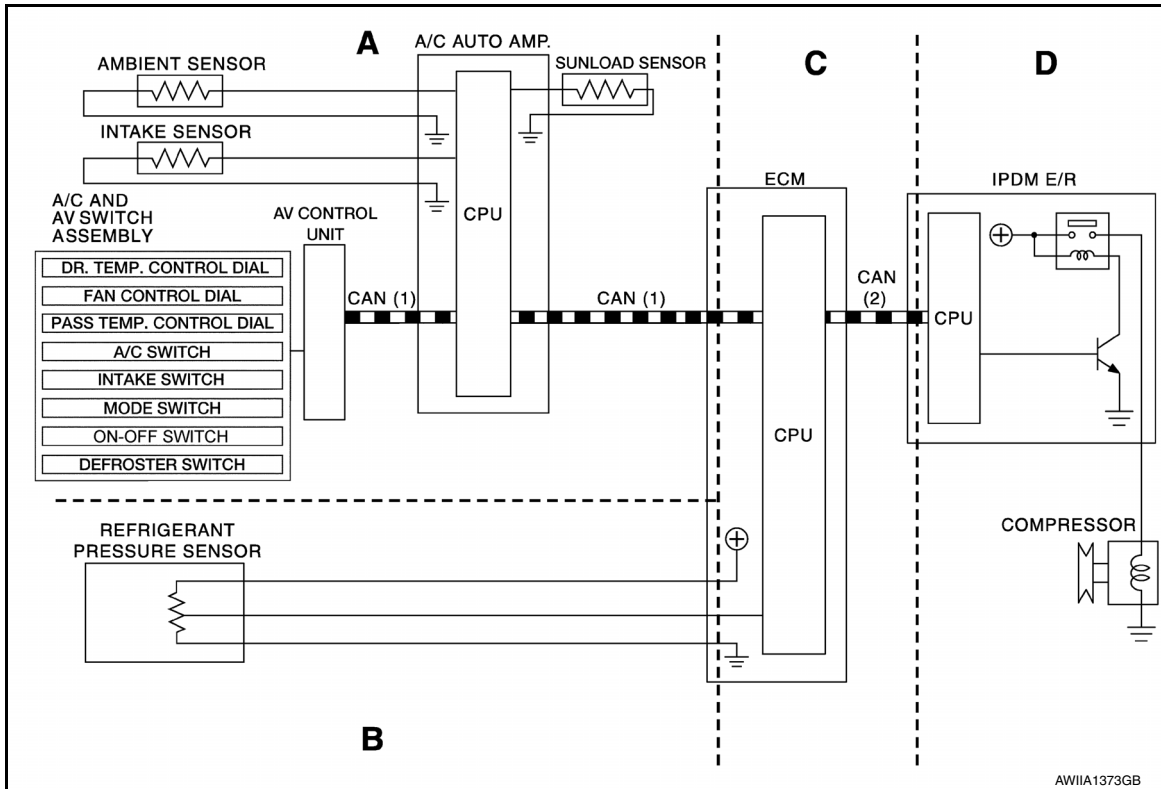 A
A/C AUTO AMP.
C
D
AMBIENT SENSOR
SUNLOAD SENSOR
INTAKE SENSOR
ECM
IPDM E/R
A/C AND
AV SWITCH
ASSEMBLY
AV CONTROL
UNIT
CPU
DR. TEMP. CONTROL DIAL
FAN CONTROL DIAL
PASS TEMP. CONTROL DIAL
A/C SWITCH
INTAKE SWITCH
MODE SWITCH
ON-OFF SWITCH
DEFROSTER SWITCH
CAN (1)
CAN (1)
CAN
(2)
CPU
CPU
REFRIGERANT
PRESSURE SENSOR
COMPRESSOR
B
AWIIA1373GB